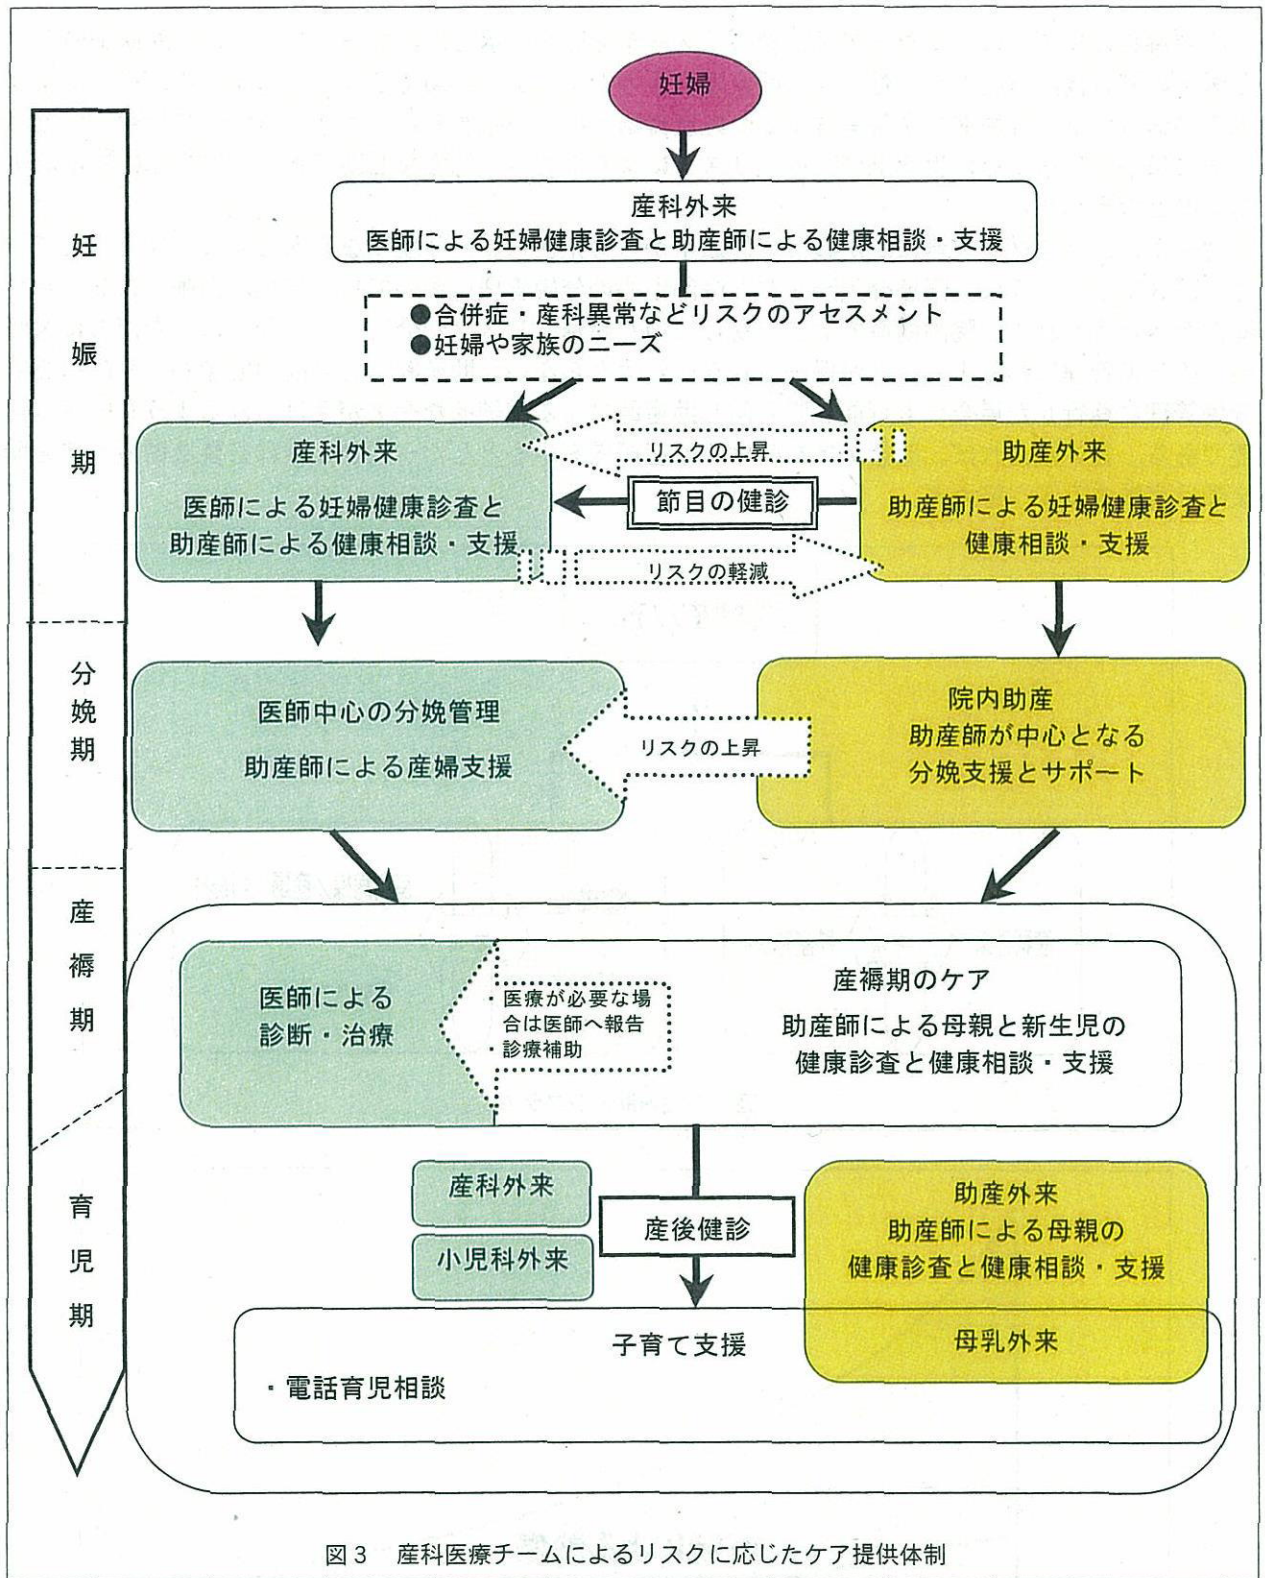 妊婦
産科外来
医師による妊婦健康診査と助産師による健康相談・支援
●合併症・産科異常などリスクのアセスメント
●妊婦や家族のニーズ
妊娠期
産科外来
医師による妊婦健康診査と
助産師による健康相談・支援
リスクの上昇
節目の健診
リスクの軽減
助産外来
助産師による妊婦健康診査と
健康相談・支援
分娩期
医師中心の分娩管理
助産師による産婦支援
リスクの上昇
院内助産
助産師が中心となる
分娩支援とサポート
産褥期
医師による
診断・治療
・医療が必要な場
合は医師へ報告
・診療補助
産褥期のケア
助産師による母親と新生児の
健康診査と健康相談・支援
育児期
産科外来
小児科外来
産後健診
助産外来
助産師による母親の
健康診査と健康相談・支援
母乳外来
子育て支援
・電話育児相談
図3 産科医療チームによるリスクに応じたケア提供体制